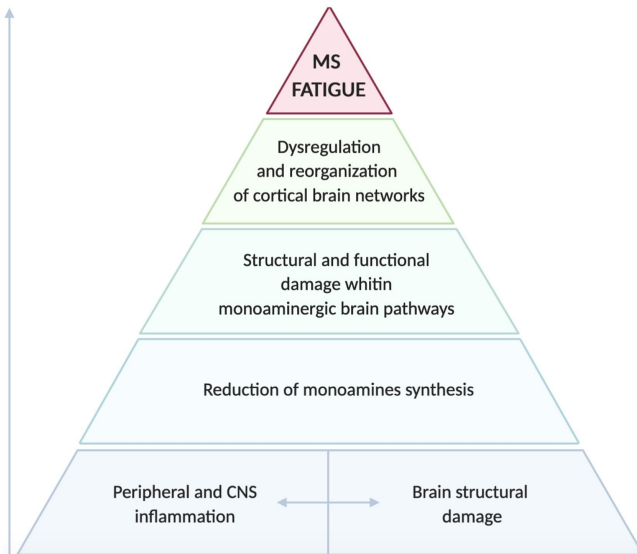 MS
FATIGUE
Dysregulation
and reorganization
of cortical brain networks
Structural and functional
damage whitin
monoaminergic brain pathways
Reduction of monoamines synthesis
Peripheral and CNS
inflammation
Brain structural
damage